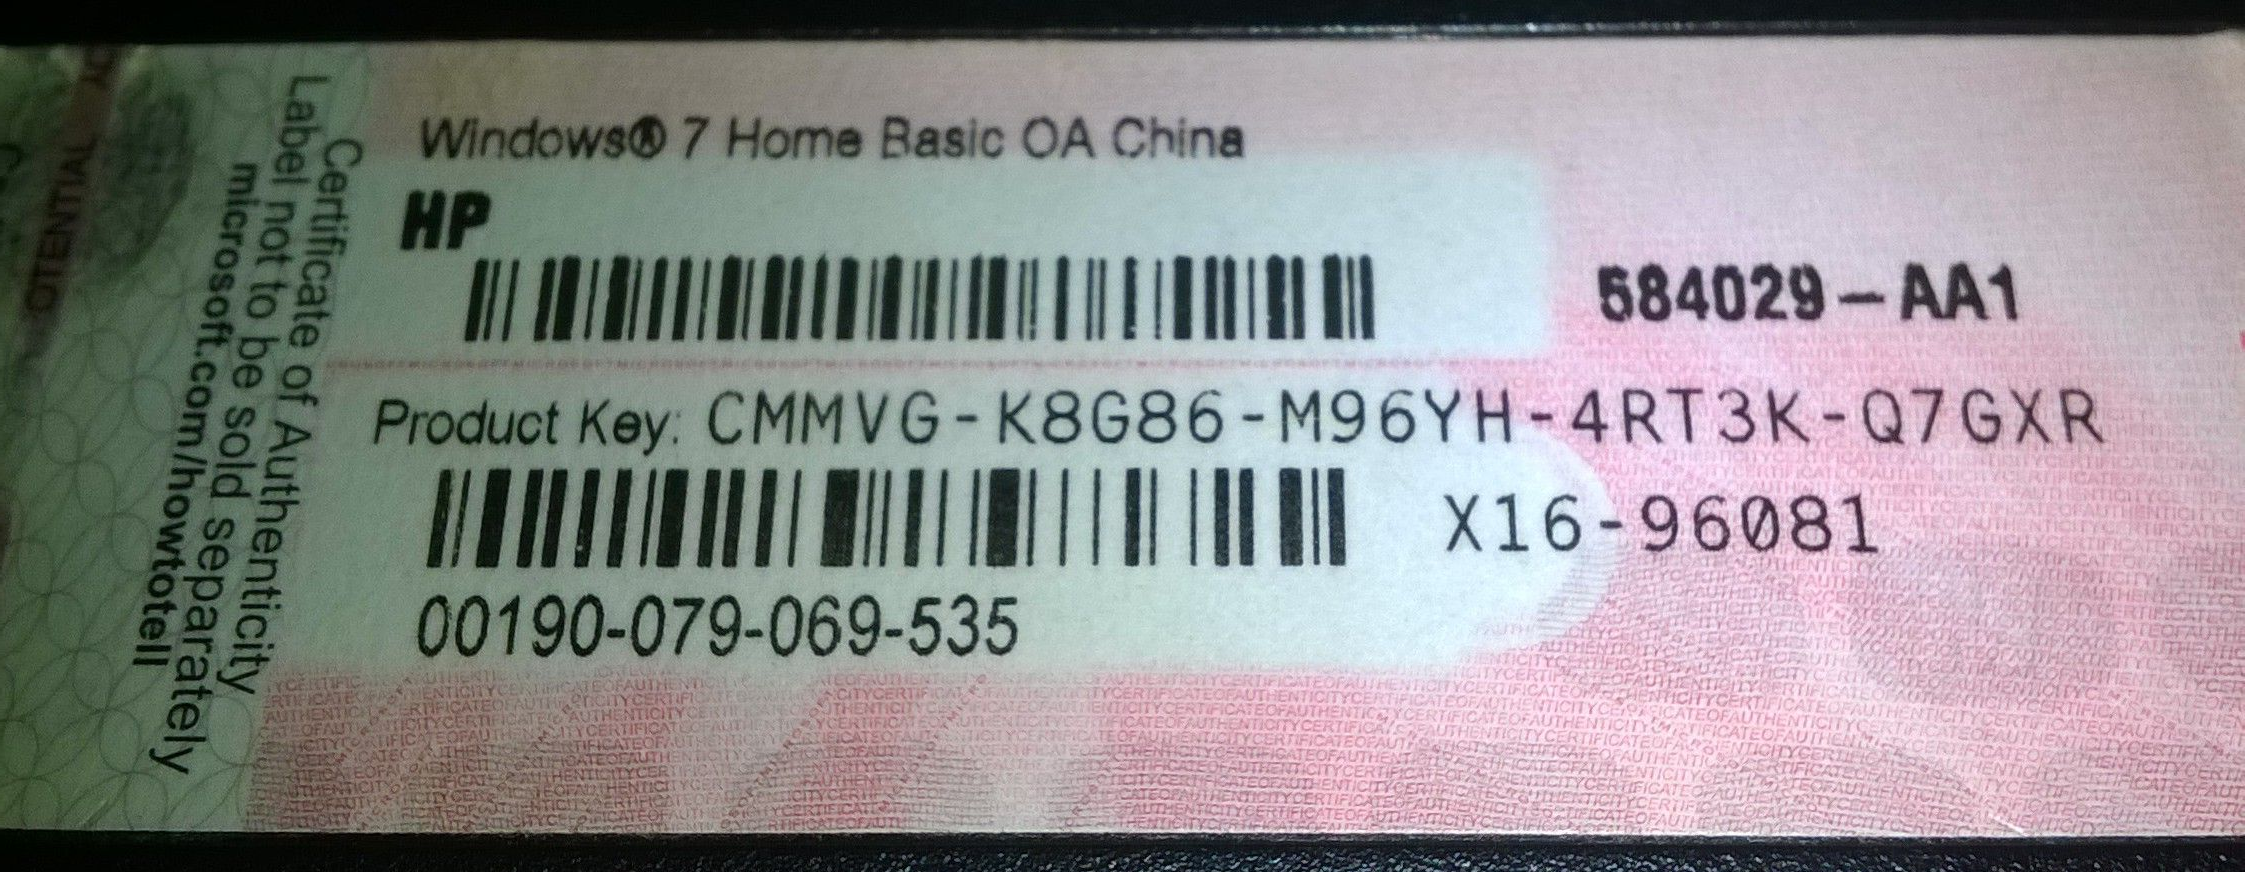 Windows® 7 Home Basic OA China
HP
584029-AA1
Product Key: CMMVG-K8G86-M96YH-4RT3K-Q7GXR
X16-96081
00190-079-069-535
Certificate of Authenticity
Label not to be sold separately
microsoft.com/howtotell